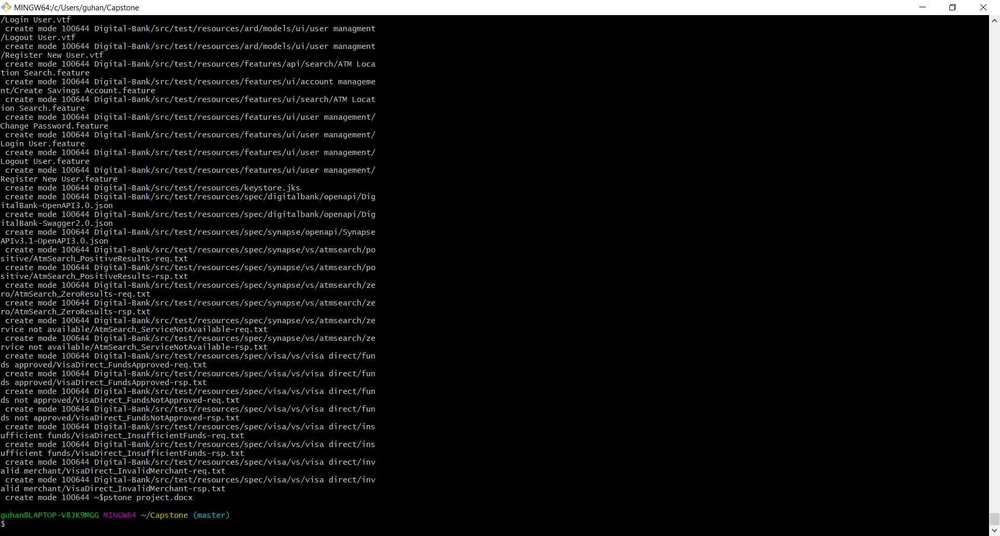 MINGW64:/c/Users/guhan/Capstone
/Login User.vtf
 create mode 100644 Digital-Bank/src/test/resources/ard/models/ui/user managment
/Logout User.vtf
 create mode 100644 Digital-Bank/src/test/resources/ard/models/ui/user managment
/Register New User.vtf
 create mode 100644 Digital-Bank/src/test/resources/features/api/search/ATM Loca
tion Search.feature
 create mode 100644 Digital-Bank/src/test/resources/features/ui/account manageme
nt/Create Savings Account.feature
 create mode 100644 Digital-Bank/src/test/resources/features/ui/search/ATM Locat
ion Search.feature
 create mode 100644 Digital-Bank/src/test/resources/features/ui/user management/
Change Password.feature
 create mode 100644 Digital-Bank/src/test/resources/features/ui/user management/
Login User.feature
 create mode 100644 Digital-Bank/src/test/resources/features/ui/user management/
Logout User.feature
 create mode 100644 Digital-Bank/src/test/resources/features/ui/user management/
Register New User.feature
 create mode 100644 Digital-Bank/src/test/resources/keystore.jks
 create mode 100644 Digital-Bank/src/test/resources/spec/digitalbank/openapi/Dig
italBank-OpenAPI3.0.json
 create mode 100644 Digital-Bank/src/test/resources/spec/digitalbank/openapi/Dig
italBank-Swagger2.0.json
 create mode 100644 Digital-Bank/src/test/resources/spec/synapse/openapi/Synapse
APIv3.1-OpenAPI3.0.json
 create mode 100644 Digital-Bank/src/test/resources/spec/synapse/vs/atmsearch/po
sitive/AtmSearch_PositiveResults-req.txt
 create mode 100644 Digital-Bank/src/test/resources/spec/synapse/vs/atmsearch/po
sitive/AtmSearch_PositiveResults-rsp.txt
 create mode 100644 Digital-Bank/src/test/resources/spec/synapse/vs/atmsearch/ze
ro/AtmSearch_ZeroResults-req.txt
 create mode 100644 Digital-Bank/src/test/resources/spec/synapse/vs/atmsearch/ze
ro/AtmSearch_ZeroResults-rsp.txt
 create mode 100644 Digital-Bank/src/test/resources/spec/synapse/vs/atmsearch/ze
rvice not available/AtmSearch_ServiceNotAvailable-req.txt
 create mode 100644 Digital-Bank/src/test/resources/spec/synapse/vs/atmsearch/ze
rvice not available/AtmSearch_ServiceNotAvailable-rsp.txt
 create mode 100644 Digital-Bank/src/test/resources/spec/visa/vs/visa direct/fun
ds approved/VisaDirect_FundsApproved-req.txt
 create mode 100644 Digital-Bank/src/test/resources/spec/visa/vs/visa direct/fun
ds approved/VisaDirect_FundsApproved-rsp.txt
 create mode 100644 Digital-Bank/src/test/resources/spec/visa/vs/visa direct/fun
ds not approved/VisaDirect_FundsNotApproved-req.txt
 create mode 100644 Digital-Bank/src/test/resources/spec/visa/vs/visa direct/fun
ds not approved/VisaDirect_FundsNotApproved-rsp.txt
 create mode 100644 Digital-Bank/src/test/resources/spec/visa/vs/visa direct/ins
ufficient funds/VisaDirect_InsufficientFunds-req.txt
 create mode 100644 Digital-Bank/src/test/resources/spec/visa/vs/visa direct/ins
ufficient funds/VisaDirect_InsufficientFunds-rsp.txt
 create mode 100644 Digital-Bank/src/test/resources/spec/visa/vs/visa direct/inv
alid merchant/VisaDirect_InvalidMerchant-req.txt
 create mode 100644 Digital-Bank/src/test/resources/spec/visa/vs/visa direct/inv
alid merchant/VisaDirect_InvalidMerchant-rsp.txt
 create mode 100644 ~$pstone project.docx
guhan@LAPTOP-V8JK9MGG MINGW64 ~/Capstone (master)
$